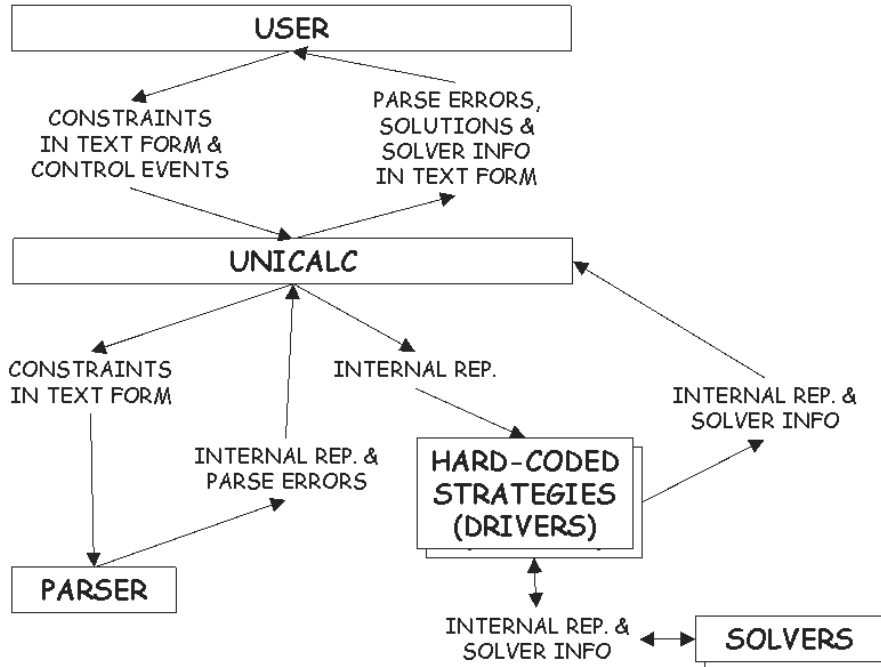 USER
CONSTRAINTS
IN TEXT FORM &
CONTROL EVENTS
PARSE ERRORS,
SOLUTIONS &
SOLVER INFO
IN TEXT FORM
UNICALC
CONSTRAINTS
IN TEXT FORM
INTERNAL REP. &
PARSE ERRORS
INTERNAL REP.
INTERNAL REP. &
SOLVER INFO
HARD-CODED
STRATEGIES
(DRIVERS)
PARSER
INTERNAL REP. &
SOLVER INFO
SOLVERS